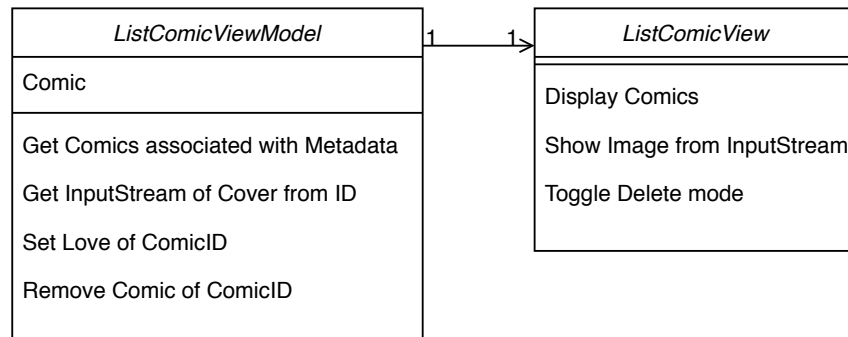 ListComicViewModel
1
1
ListComicView
Comic
Display Comics
Get Comics associated with Metadata
Show Image from InputStream
Get InputStream of Cover from ID
Toggle Delete mode
Set Love of ComicID
Remove Comic of ComicID